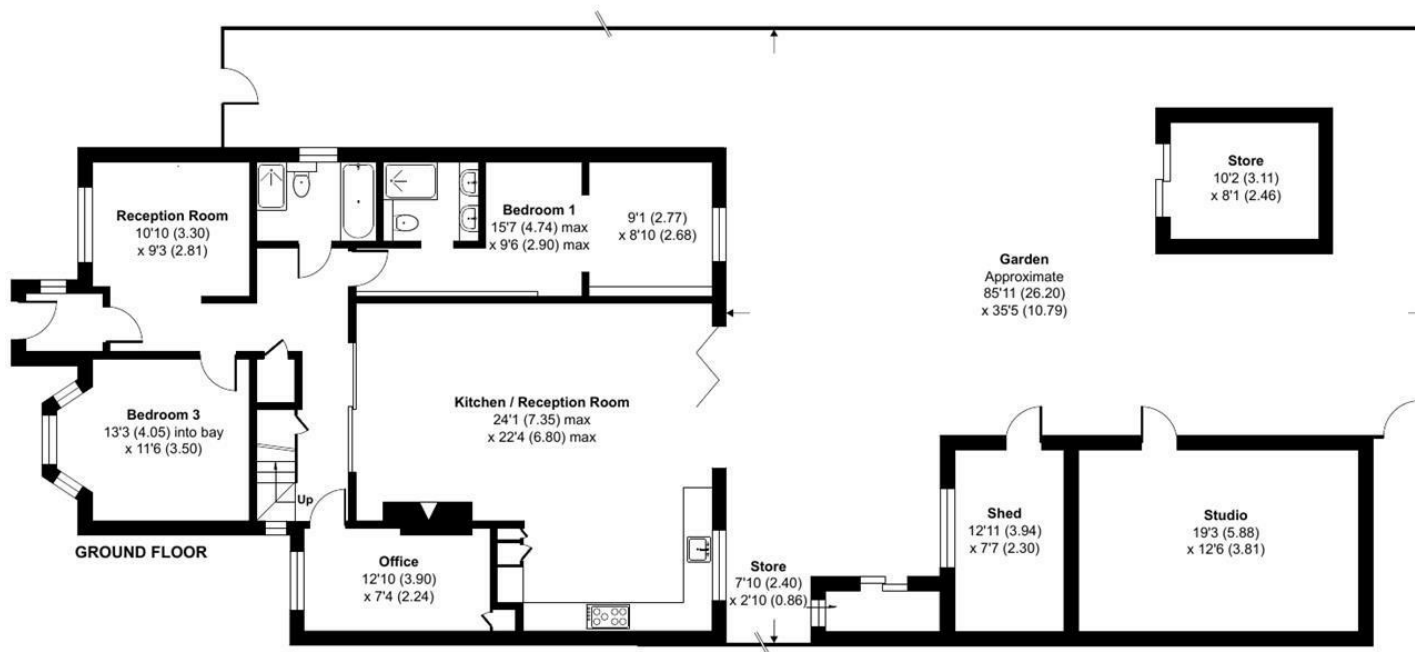 Reception Room
10'10 (3.30)
x 9'3 (2.81)
Bedroom 1
15'7 (4.74) max
x 9'6 (2.90) max
9'1 (2.77)
x 8'10 (2.68)
Store
10'2 (3.11)
x 8'1 (2.46)
Garden
Approximate
85'11 (26.20)
x 35'5 (10.79)
Bedroom 3
13'3 (4.05) into bay
x 11'6 (3.50)
Kitchen / Reception Room
24'1 (7.35) max
x 22'4 (6.80) max
Up
GROUND FLOOR
Office
12'10 (3.90)
x 7'4 (2.24)
Store
7'10 (2.40)
x 2'10 (0.86)
Shed
12'11 (3.94)
x 7'7 (2.30)
Studio
19'3 (5.88)
x 12'6 (3.81)